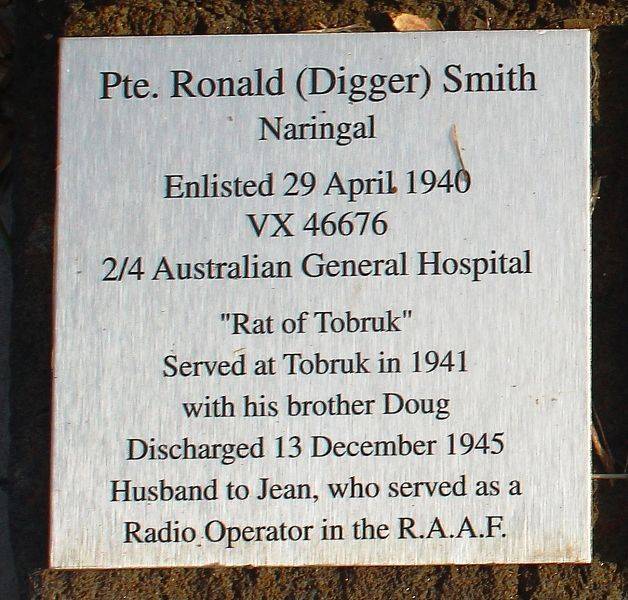 Pte. Ronald (Digger) Smith
Naringal
Enlisted 29 April 1940
VX 46676
2/4 Australian General Hospital
"Rat of Tobruk"
Served at Tobruk in 1941
with his brother Doug
Discharged 13 December 1945
Husband to Jean, who served as a
Radio Operator in the R.A.A.F.